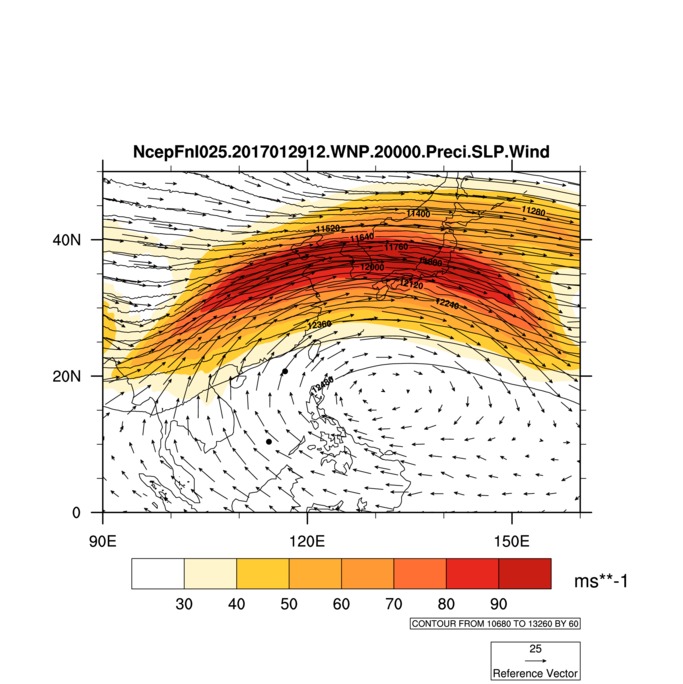 NcepFnl025.2017012912.WNP.20000.Preci.SLP.Wind
11280
11400
11520
11640
40N
11760
11880
12000
12120
12240
12360
20N
12480
0
90E 120E 150E
ms**-1
30 40 50 60 70 80 90
CONTOUR FROM 10680 TO 13260 BY 60
25
Reference Vector